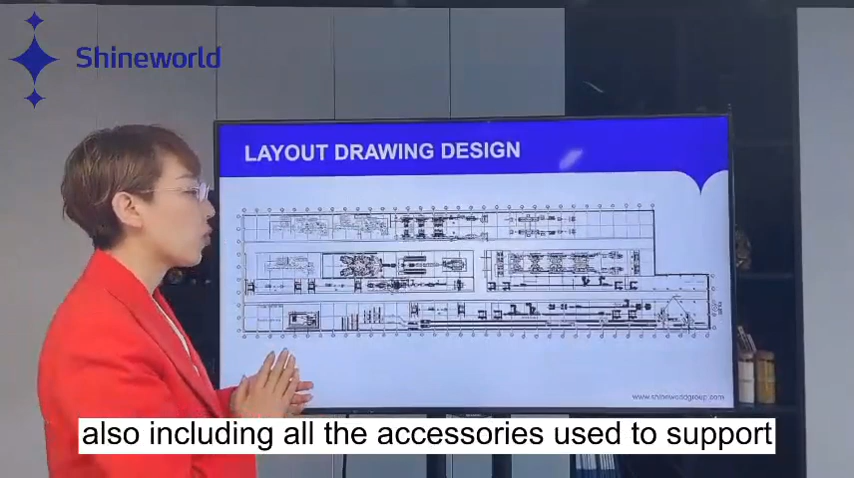 Shineworld
LAYOUT DRAWING DESIGN
www.shineworldgroup.com
also including all the accessories used to support